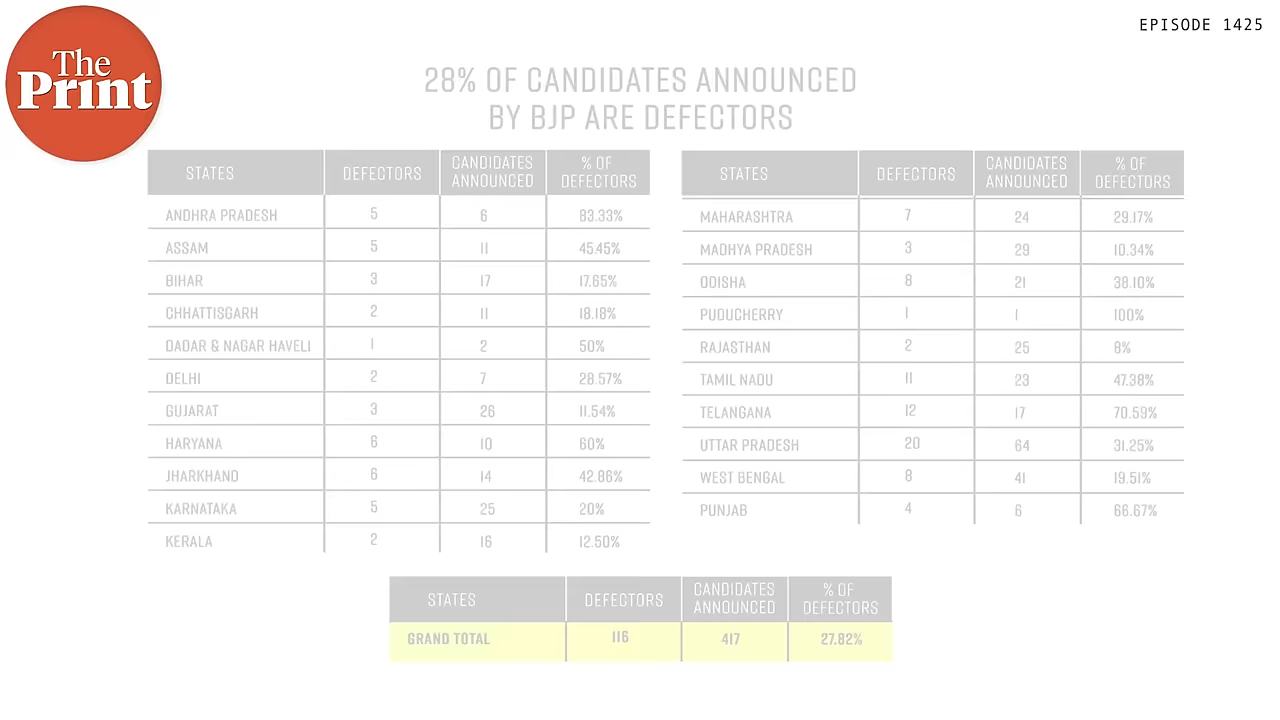 The
Print
EPISODE 1425
28% OF CANDIDATES ANNOUNCED
BY BJP ARE DEFECTORS
STATES DEFECTORS CANDIDATES ANNOUNCED % OF DEFECTORS
ANDHRA PRADESH 5 6 83.33%
ASSAM 5 11 45.45%
BIHAR 3 17 17.65%
CHHATTISGARH 2 11 18.18%
DADAR & NAGAR HAVELI 1 2 50%
DELHI 2 7 28.57%
GUJARAT 3 26 11.54%
HARYANA 6 10 60%
JHARKHAND 6 14 42.86%
KARNATAKA 5 25 20%
KERALA 2 16 12.50%
STATES DEFECTORS CANDIDATES ANNOUNCED % OF DEFECTORS
MAHARASHTRA 7 24 29.17%
MADHYA PRADESH 3 29 10.34%
ODISHA 8 21 38.10%
PUDUCHERRY 1 1 100%
RAJASTHAN 2 25 8%
TAMIL NADU 11 23 47.38%
TELANGANA 12 17 70.59%
UTTAR PRADESH 20 64 31.25%
WEST BENGAL 8 41 19.51%
PUNJAB 4 6 66.67%
STATES DEFECTORS CANDIDATES ANNOUNCED % OF DEFECTORS
GRAND TOTAL 116 417 27.82%